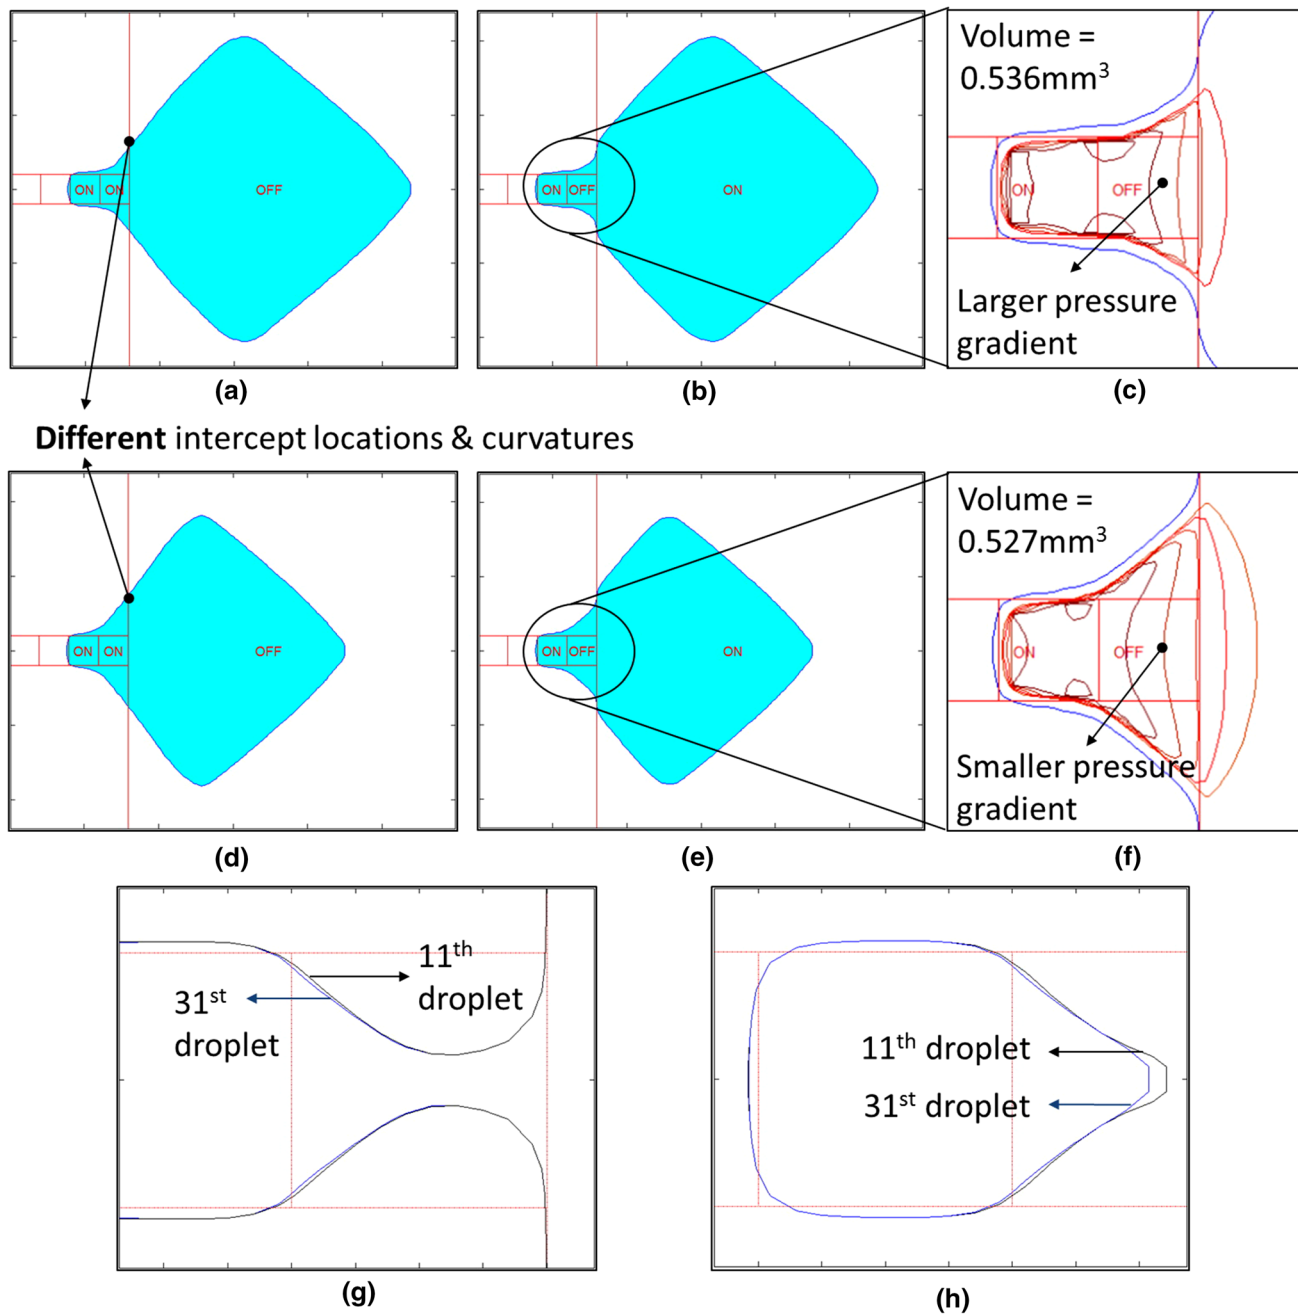 ON ON OFF
(a)
ON OFF ON
(b)
Volume =
0.536mm³
ON OFF
Larger pressure
gradient
(c)
Different intercept locations & curvatures
ON ON OFF
(d)
ON OFF ON
(e)
Volume =
0.527mm³
ON OFF
Smaller pressure
gradient
(f)
11th
droplet
31st
droplet
(g)
11th droplet
31st droplet
(h)